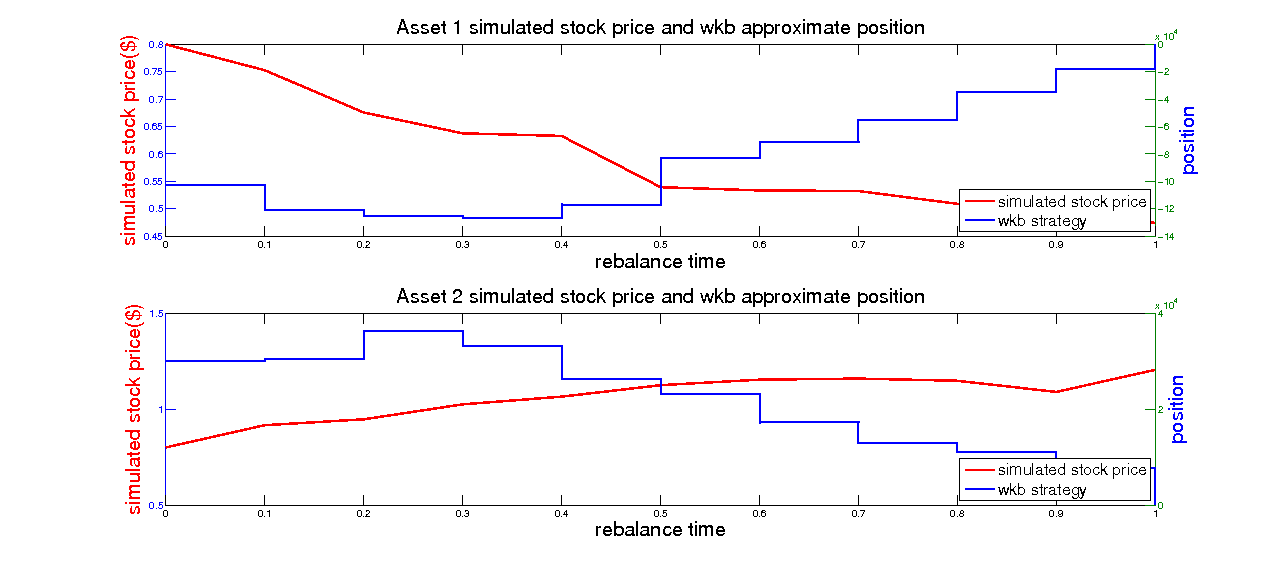 Asset 1 simulated stock price and wkb approximate position
x 10^4
simulated stock price($)
0.8
0.75
0.7
0.65
0.6
0.55
0.5
0.45
0
-2
-4
-6
-8
-10
-12
-14
position
simulated stock price
wkb strategy
0 0.1 0.2 0.3 0.4 0.5 0.6 0.7 0.8 0.9 1
rebalance time
Asset 2 simulated stock price and wkb approximate position
x 10^4
simulated stock price($)
1.5
1
0.5
4
2
0
position
simulated stock price
wkb strategy
0 0.1 0.2 0.3 0.4 0.5 0.6 0.7 0.8 0.9 1
rebalance time